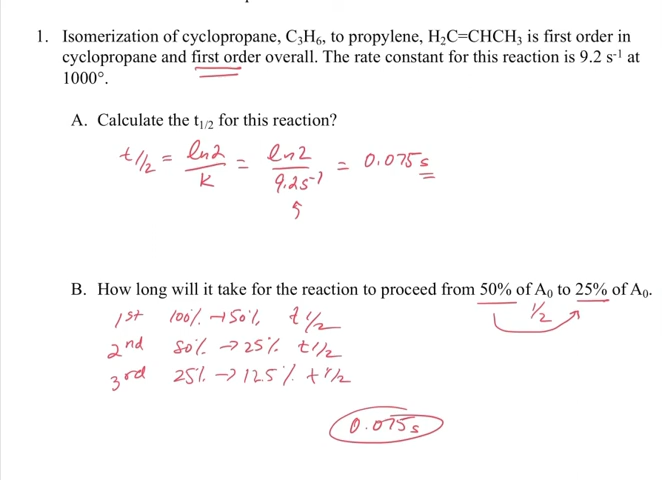 1. Isomerization of cyclopropane, C₃H₆, to propylene, H₂C=CHCH₃ is first order in
cyclopropane and first order overall. The rate constant for this reaction is 9.2 s⁻¹ at
1000°.
A. Calculate the t₁/₂ for this reaction?
t1/2 = ln2/K = ln2/9.2s⁻¹ = 0.075 s
s
B. How long will it take for the reaction to proceed from 50% of A₀ to 25% of A₀.
1/2
1st 100% → 50% t 1/2
2nd 50% → 25% t 1/2
3rd 25% → 12.5% t 1/2
0.075 s